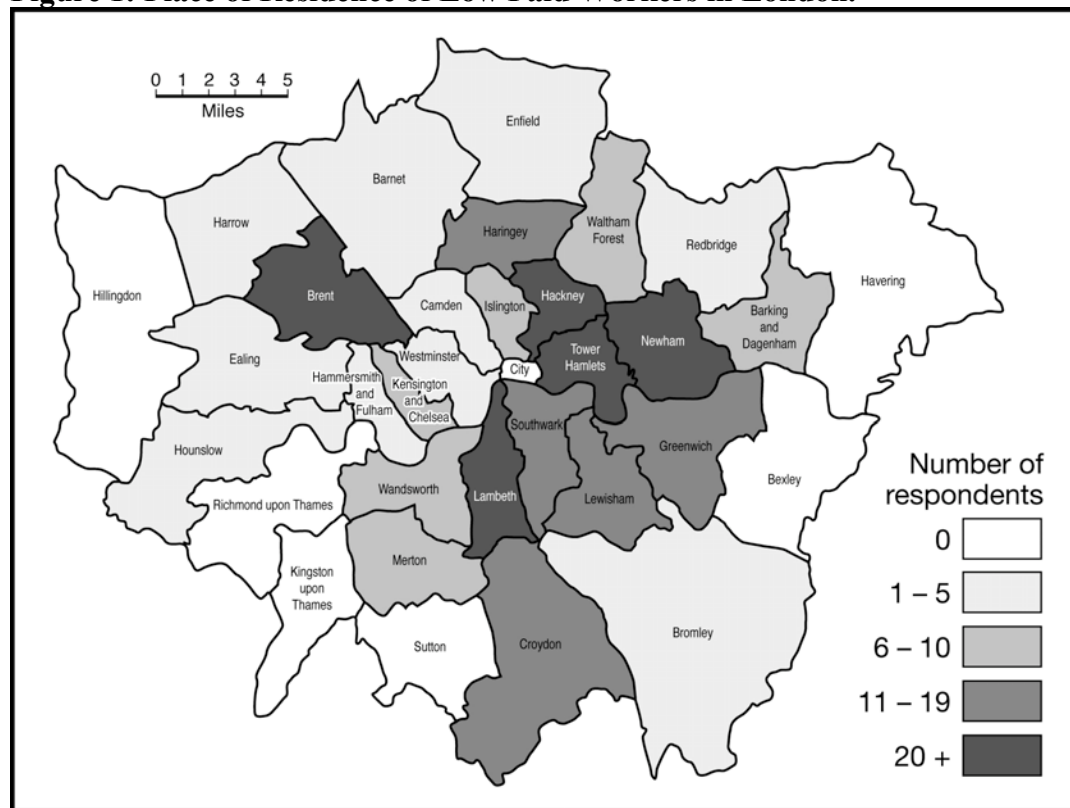 Figure 1: Place of Residence of Low Paid Workers in London.
0 1 2 3 4 5
Miles
Enfield
Barnet
Harrow
Haringey
Waltham
Forest
Redbridge
Havering
Hillingdon
Brent
Camden
Islington
Hackney
Newham
Barking
and
Dagenham
Ealing
Westminster
City
Tower
Hamlets
Hammersmith
and
Fulham
Kensington
and
Chelsea
Hounslow
Southwark
Greenwich
Bexley
Richmond upon Thames
Wandsworth
Lambeth
Lewisham
Kingston
upon
Thames
Merton
Sutton
Croydon
Bromley
Number of
respondents
0
1 – 5
6 – 10
11 – 19
20 +